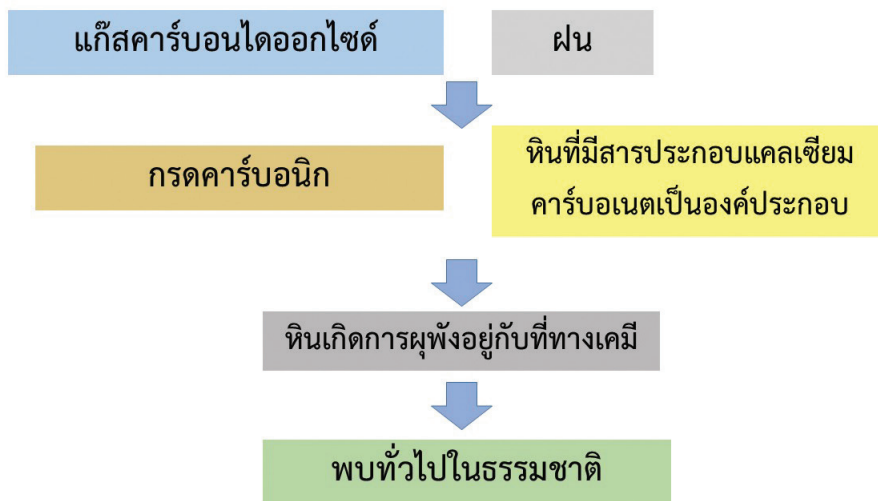 แก๊สคาร์บอนไดออกไซด์
ฝน
กรดคาร์บอนิก
หินที่มีสารประกอบแคลเซียม
คาร์บอเนตเป็นองค์ประกอบ
หินเกิดการผุพังอยู่กับที่ทางเคมี
พบทั่วไปในธรรมชาติ